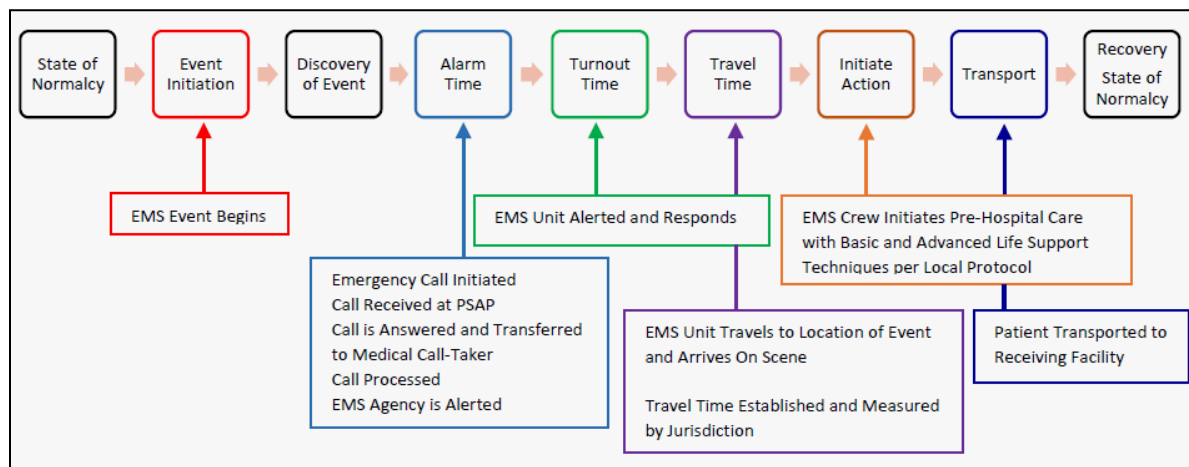 State of
Normalcy
Event
Initiation
Discovery
of Event
Alarm
Time
Turnout
Time
Travel
Time
Initiate
Action
Transport
Recovery
State of
Normalcy
EMS Event Begins
EMS Unit Alerted and Responds
EMS Crew Initiates Pre-Hospital Care
with Basic and Advanced Life Support
Techniques per Local Protocol
Emergency Call Initiated
Call Received at PSAP
Call is Answered and Transferred
to Medical Call-Taker
Call Processed
EMS Agency is Alerted
EMS Unit Travels to Location of Event
and Arrives On Scene
Travel Time Established and Measured
by Jurisdiction
Patient Transported to
Receiving Facility